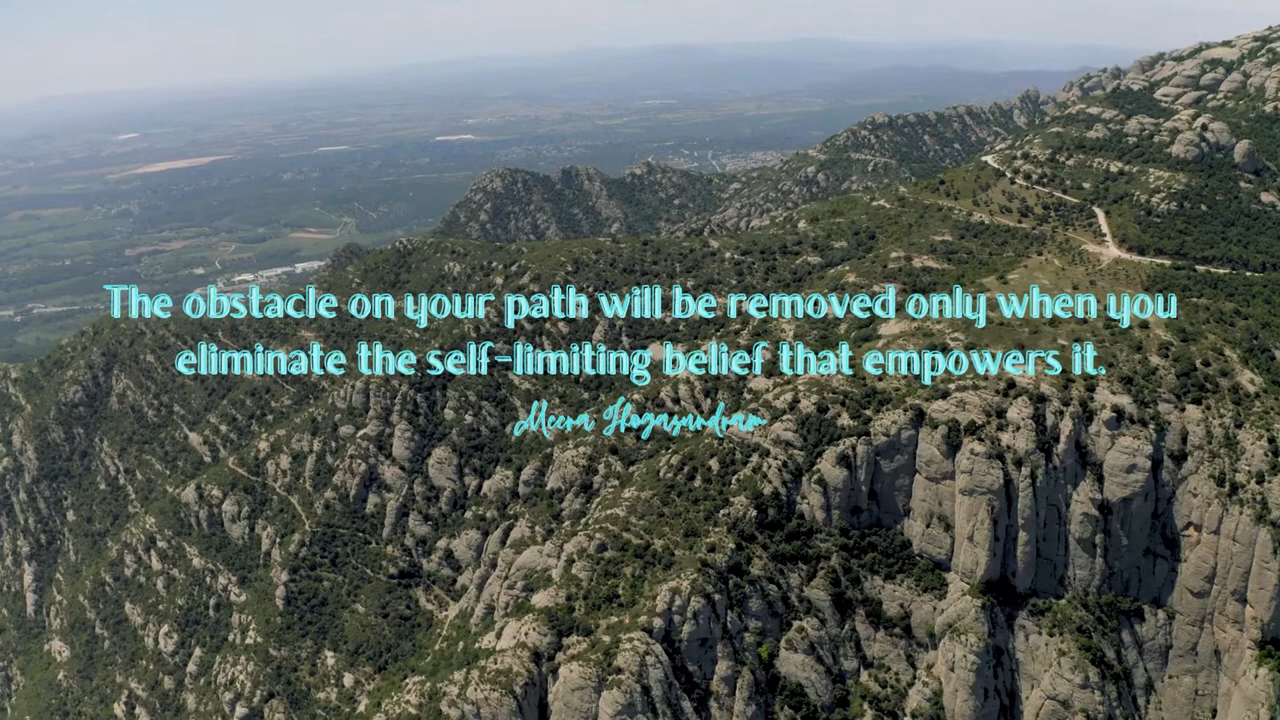 The obstacle on your path will be removed only when you
eliminate the self-limiting belief that empowers it.
Meera